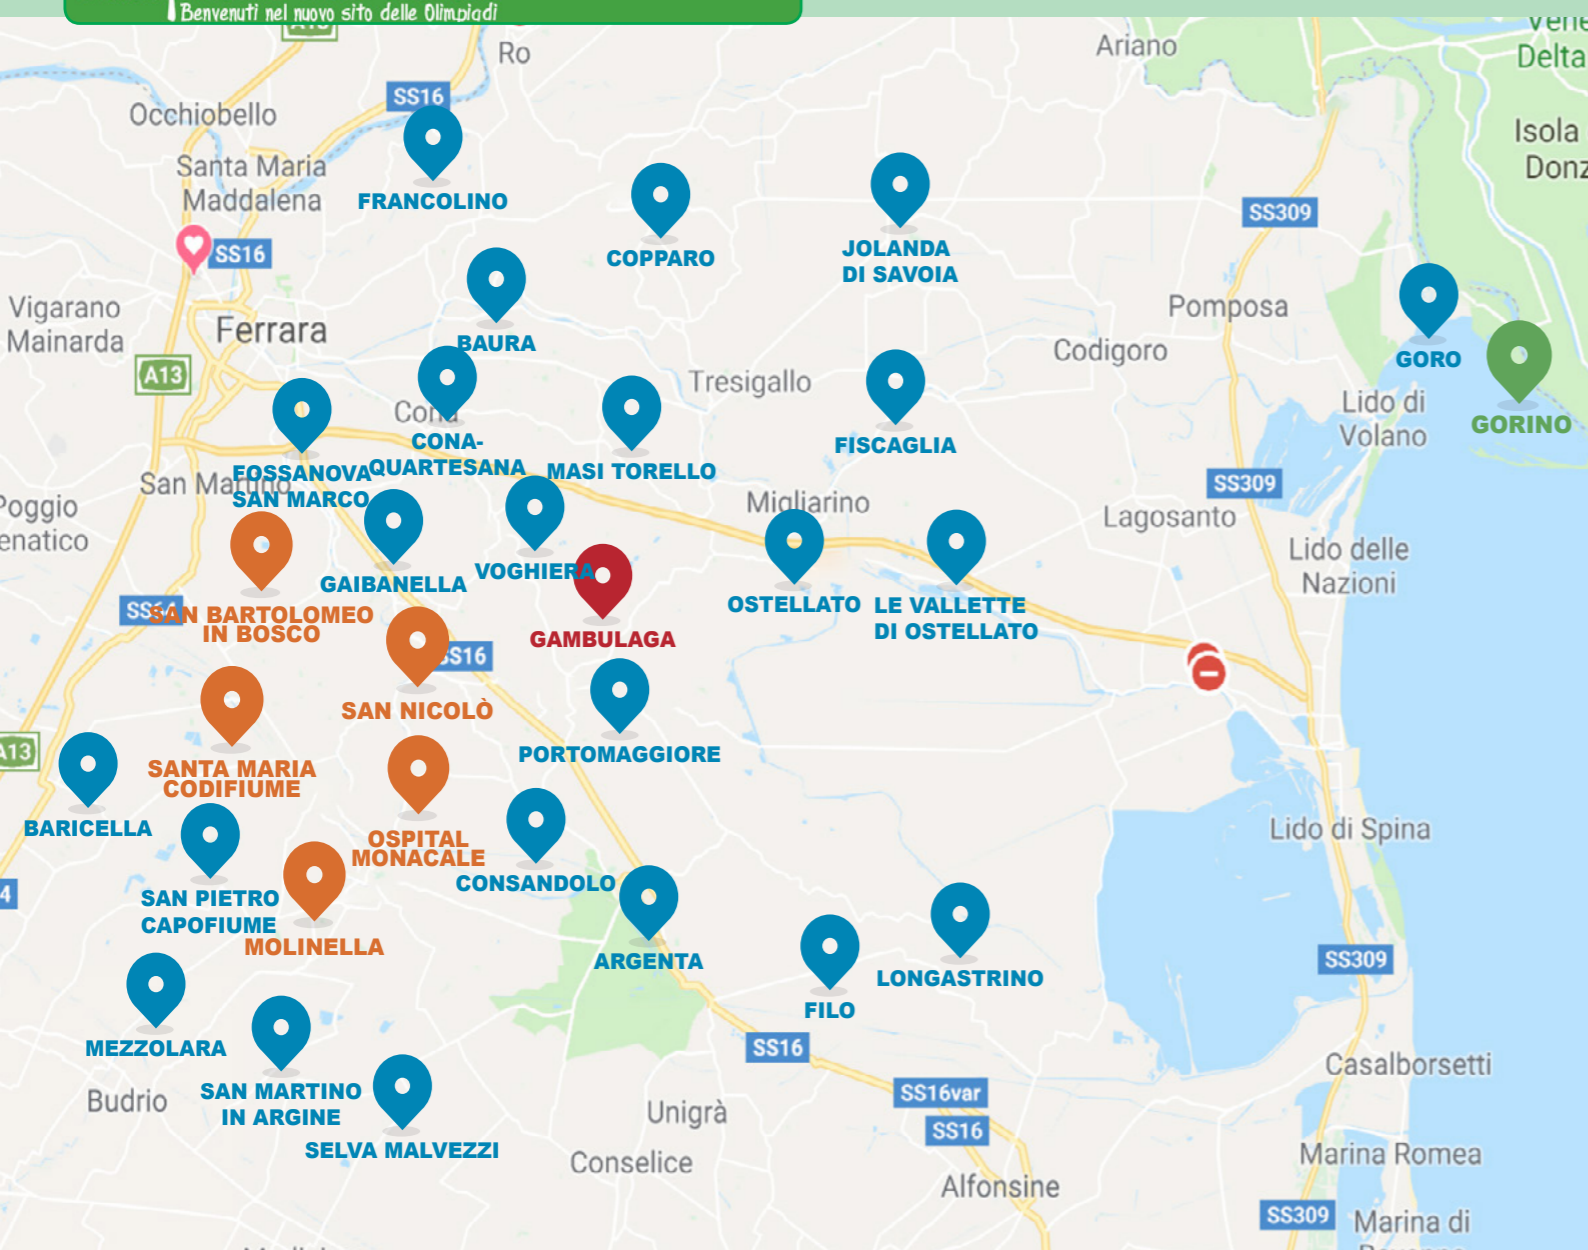 Benvenuti nel nuovo sito delle Olimpiadi
Ro
Ariano
Delta
SS16
Occhiobello
Isola
Donz
Santa Maria
Maddalena
FRANCOLINO
SS309
SS16
COPPARO
JOLANDA
DI SAVOIA
Vigarano
Mainarda
Ferrara
BAURA
Pomposa
GORO
Codigoro
A13
Tresigallo
Cona
CONA-
QUARTESANA
MASI TORELLO
FISCAGLIA
Lido di
Volano
GORINO
San Martino
FOSSANOVA
SAN MARCO
SS309
Poggio
enatico
Migliarino
Lagosanto
GAIBANELLA
VOGHIERA
Lido delle
Nazioni
SS64
SAN BARTOLOMEO
IN BOSCO
OSTELLATO
LE VALLETTE
DI OSTELLATO
GAMBULAGA
SS16
SAN NICOLÒ
A13
PORTOMAGGIORE
SANTA MARIA
CODIFIUME
BARICELLA
OSPITAL
MONACALE
Lido di Spina
4
SAN PIETRO
CAPOFIUME
CONSANDOLO
MOLINELLA
ARGENTA
LONGASTRINO
SS309
FILO
MEZZOLARA
SS16
Budrio
SAN MARTINO
IN ARGINE
Casalborsetti
SS16var
Unigrà
SS16
SELVA MALVEZZI
Conselice
Marina Romea
Alfonsine
SS309
Marina di